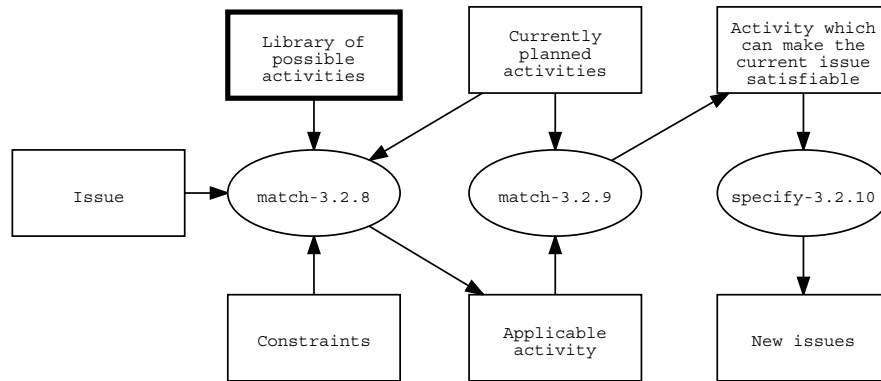 Library of
possible
activities
Currently
planned
activities
Activity which
can make the
current issue
satisfiable
Issue
match-3.2.8
match-3.2.9
specify-3.2.10
Constraints
Applicable
activity
New issues